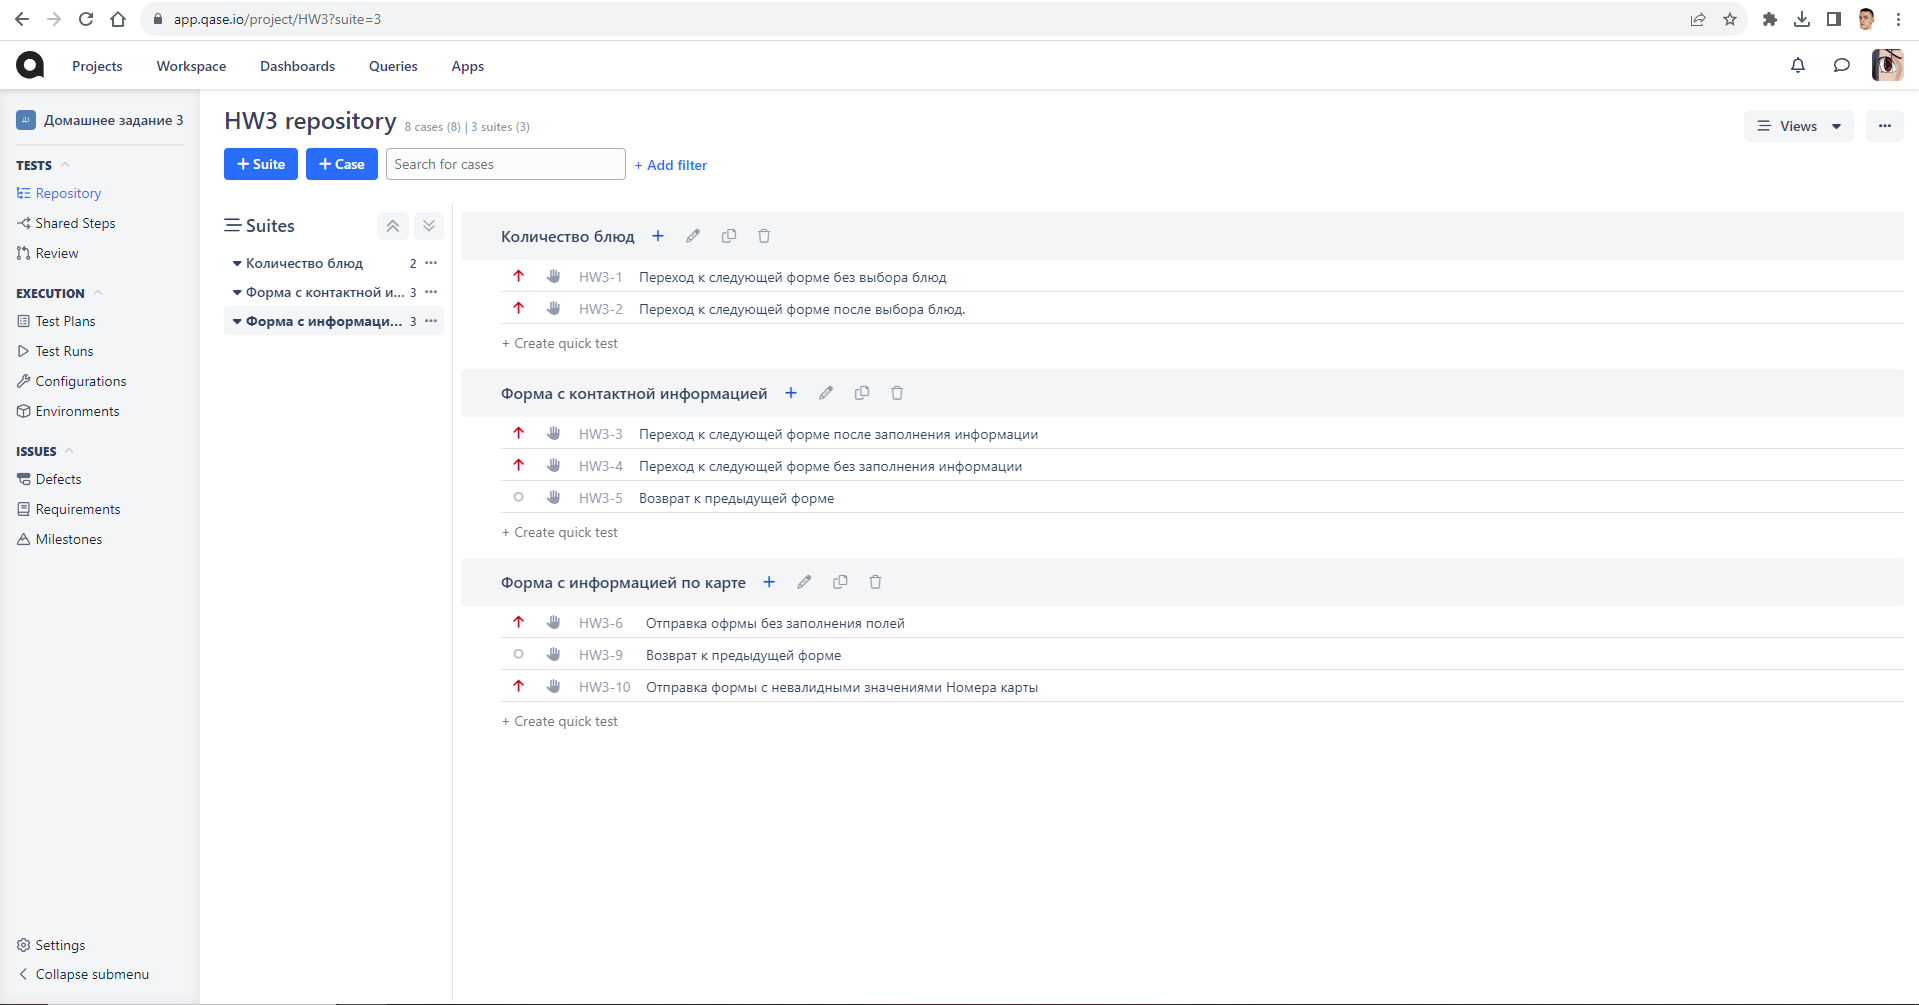 app.qase.io/project/HW3?suite=3
Projects Workspace Dashboards Queries Apps
Домашнее задание 3
TESTS
Repository
Shared Steps
Review
EXECUTION
Test Plans
Test Runs
Configurations
Environments
ISSUES
Defects
Requirements
Milestones
Settings
Collapse submenu
HW3 repository 8 cases (8) | 3 suites (3)
Views
+ Suite + Case Search for cases + Add filter
Suites
Количество блюд 2
Форма с контактной и... 3
Форма с информаци... 3
Количество блюд
HW3-1 Переход к следующей форме без выбора блюд
HW3-2 Переход к следующей форме после выбора блюд.
+ Create quick test
Форма с контактной информацией
HW3-3 Переход к следующей форме после заполнения информации
HW3-4 Переход к следующей форме без заполнения информации
HW3-5 Возврат к предыдущей форме
+ Create quick test
Форма с информацией по карте
HW3-6 Отправка офрмы без заполнения полей
HW3-9 Возврат к предыдущей форме
HW3-10 Отправка формы с невалидными значениями Номера карты
+ Create quick test